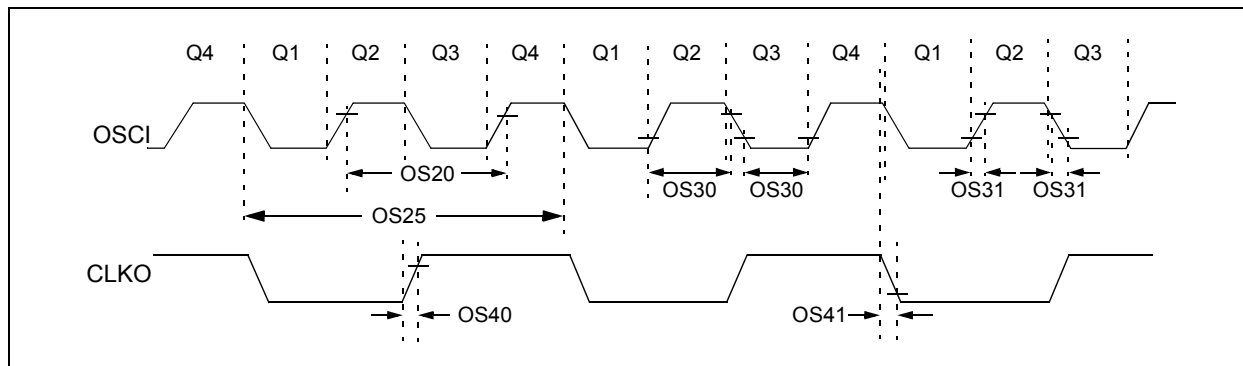 Q4 Q1 Q2 Q3 Q4 Q1 Q2 Q3 Q4 Q1 Q2 Q3
OSCI
OS20 OS30 OS30 OS31 OS31
OS25
CLKO
OS40 OS41